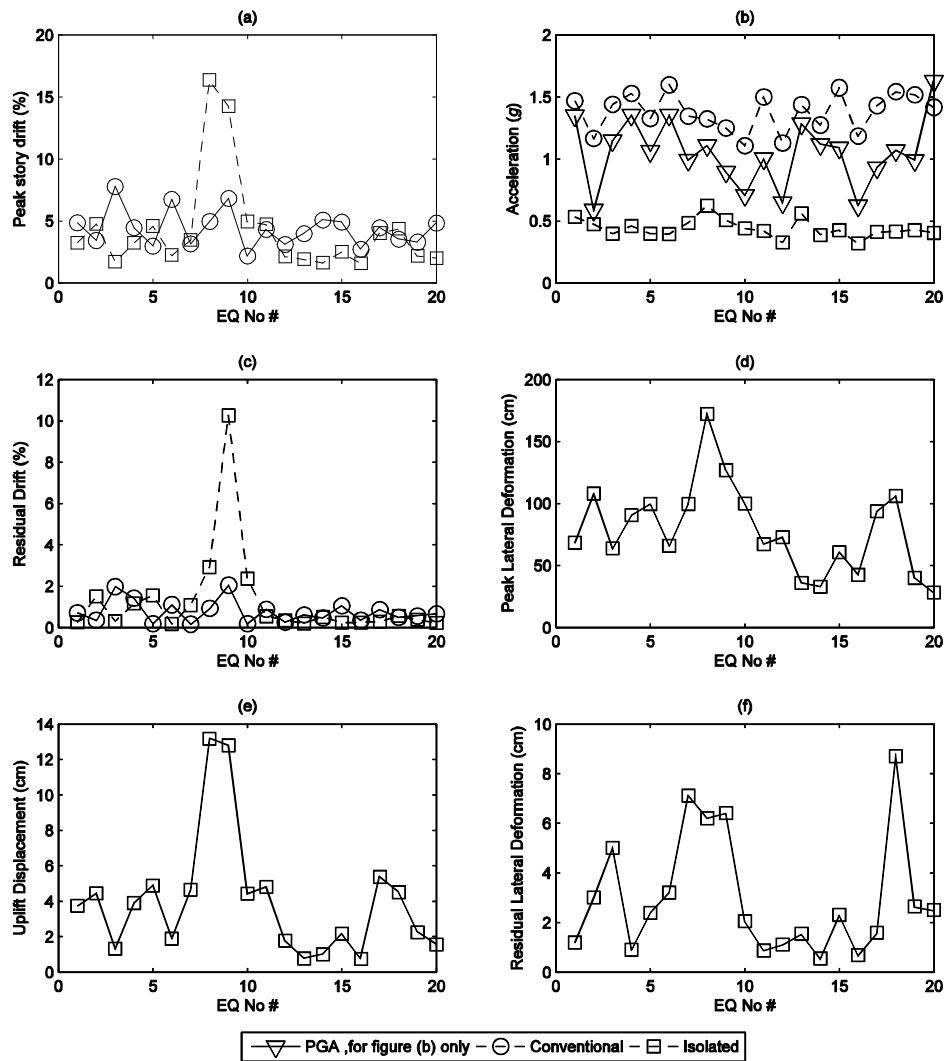 (a)
20
15
10
5
0
Peak story drift (%)
0 5 10 15 20
EQ No #
(b)
2
1.5
1
0.5
0
Acceleration (g)
0 5 10 15 20
EQ No #
(c)
12
10
8
6
4
2
0
Residual Drift (%)
0 5 10 15 20
EQ No #
(d)
200
150
100
50
0
Peak Lateral Deformation (cm)
0 5 10 15 20
EQ No #
(e)
14
12
10
8
6
4
2
0
Uplift Displacement (cm)
0 5 10 15 20
EQ No #
(f)
10
8
6
4
2
0
Residual Lateral Deformation (cm)
0 5 10 15 20
EQ No #
PGA ,for figure (b) only Conventional Isolated